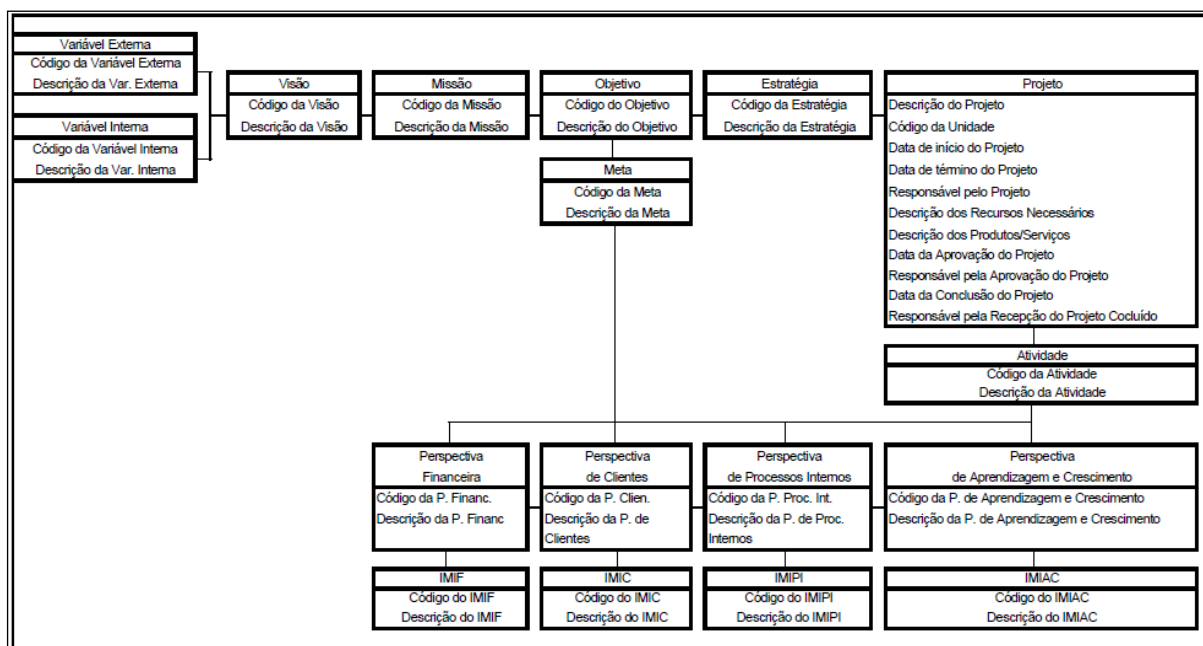 Variável Externa
Código da Variável Externa
Descrição da Var. Externa
Variável Interna
Código da Variável Interna
Descrição da Var. Interna
Visão
Código da Visão
Descrição da Visão
Missão
Código da Missão
Descrição da Missão
Objetivo
Código do Objetivo
Descrição do Objetivo
Estratégia
Código da Estratégia
Descrição da Estratégia
Projeto
Descrição do Projeto
Código da Unidade
Data de início do Projeto
Data de término do Projeto
Responsável pelo Projeto
Descrição dos Recursos Necessários
Descrição dos Produtos/Serviços
Data da Aprovação do Projeto
Responsável pela Aprovação do Projeto
Data da Conclusão do Projeto
Responsável pela Recepção do Projeto Cocluído
Meta
Código da Meta
Descrição da Meta
Atividade
Código da Atividade
Descrição da Atividade
Perspectiva
Financeira
Código da P. Financ.
Descrição da P. Financ
Perspectiva
de Clientes
Código da P. Clien.
Descrição da P. de
Clientes
Perspectiva
de Processos Internos
Código da P. Proc. Int.
Descrição da P. de Proc.
Internos
Perspectiva
de Aprendizagem e Crescimento
Código da P. de Aprendizagem e Crescimento
Descrição da P. de Aprendizagem e Crescimento
IMIF
Código do IMIF
Descrição do IMIF
IMIC
Código do IMIC
Descrição do IMIC
IMIPI
Código do IMIPI
Descrição do IMIPI
IMIAC
Código do IMIAC
Descrição do IMIAC